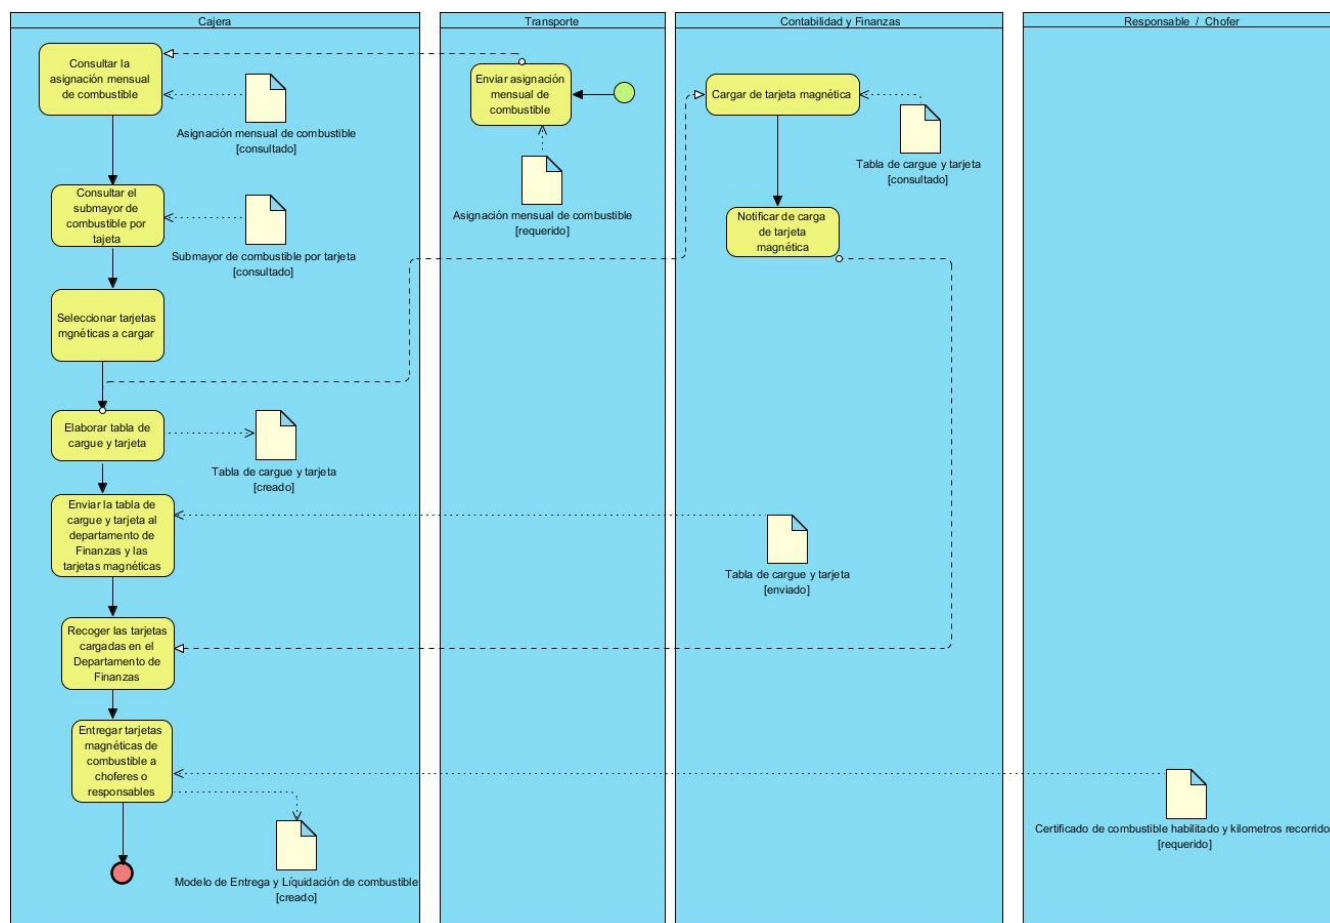 Cajera
Transporte
Contabilidad y Finanzas
Responsable / Chofer
Consultar la
asignación mensual
de combustible
Asignación mensual de combustible
[consultado]
Consultar el
submayor de
combustible por
tajeta
Submayor de combustible por tarjeta
[consultado]
Seleccionar tarjetas
mgnéticas a cargar
Elaborar tabla de
cargue y tarjeta
Tabla de cargue y tarjeta
[creado]
Enviar la tabla de
cargue y tarjeta al
departamento de
Finanzas y las
tarjetas magnéticas
Recoger las tarjetas
cargadas en el
Departamento de
Finanzas
Entregar tarjetas
magnéticas de
combustible a
choferes o
responsables
Modelo de Entrega y Líquidación de combustible
[creado]
Enviar asignación
mensual de
combustible
Asignación mensual de combustible
[requerido]
Cargar de tarjeta magnética
Tabla de cargue y tarjeta
[consultado]
Notificar de carga
de tarjeta
magnética
Tabla de cargue y tarjeta
[enviado]
Certificado de combustible habilitado y kilometros recorrido
[requerido]